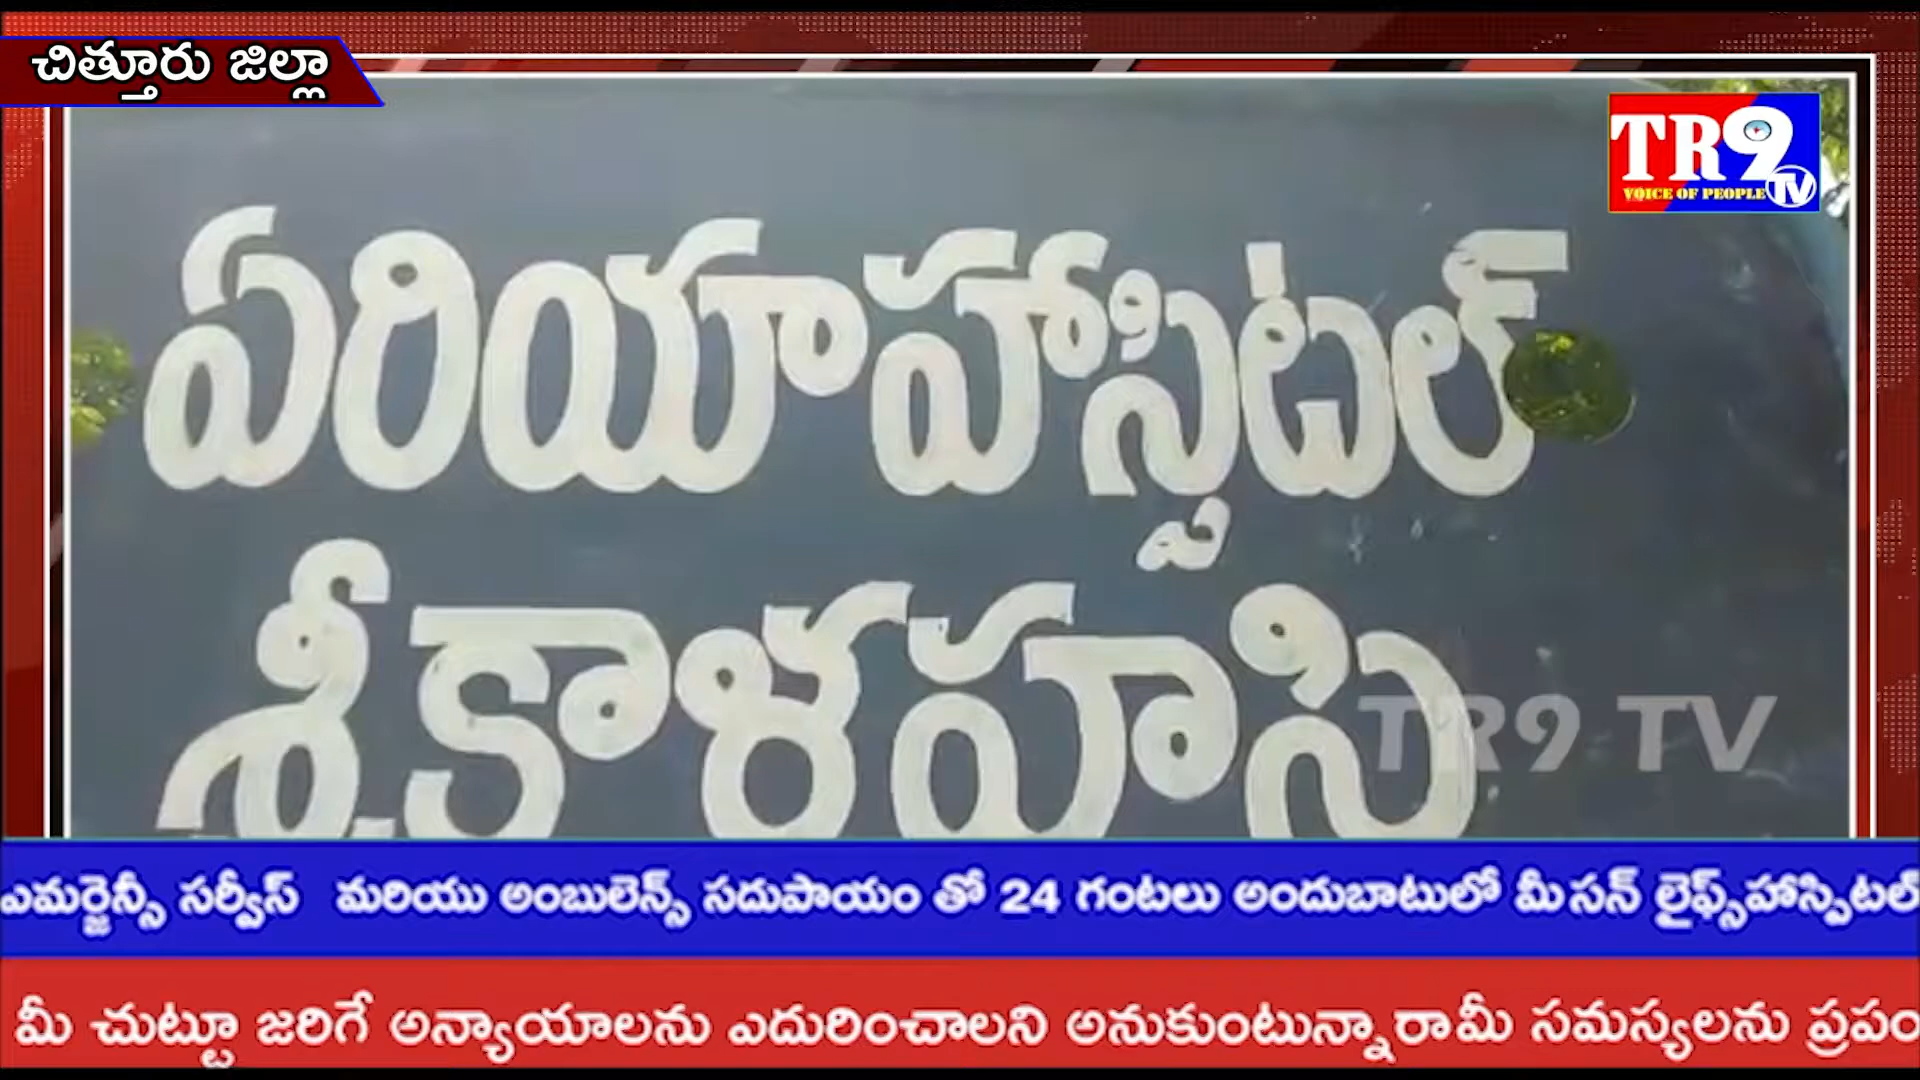 చిత్తూరు జిల్లా
TR9
TV
VOICE OF PEOPLE
ఏరియా హాస్పిటల్
శ్రీకాళహస్తి
TR9 TV
ఎమర్జెన్సీ సర్వీస్ మరియు అంబులెన్స్ సదుపాయం తో 24 గంటలు అందుబాటులో మీ సన్ లైఫ్స్‌హాస్పిటల్
మీ చుట్టూ జరిగే అన్యాయాలను ఎదురించాలని అనుకుంటున్నారా మీ సమస్యలను